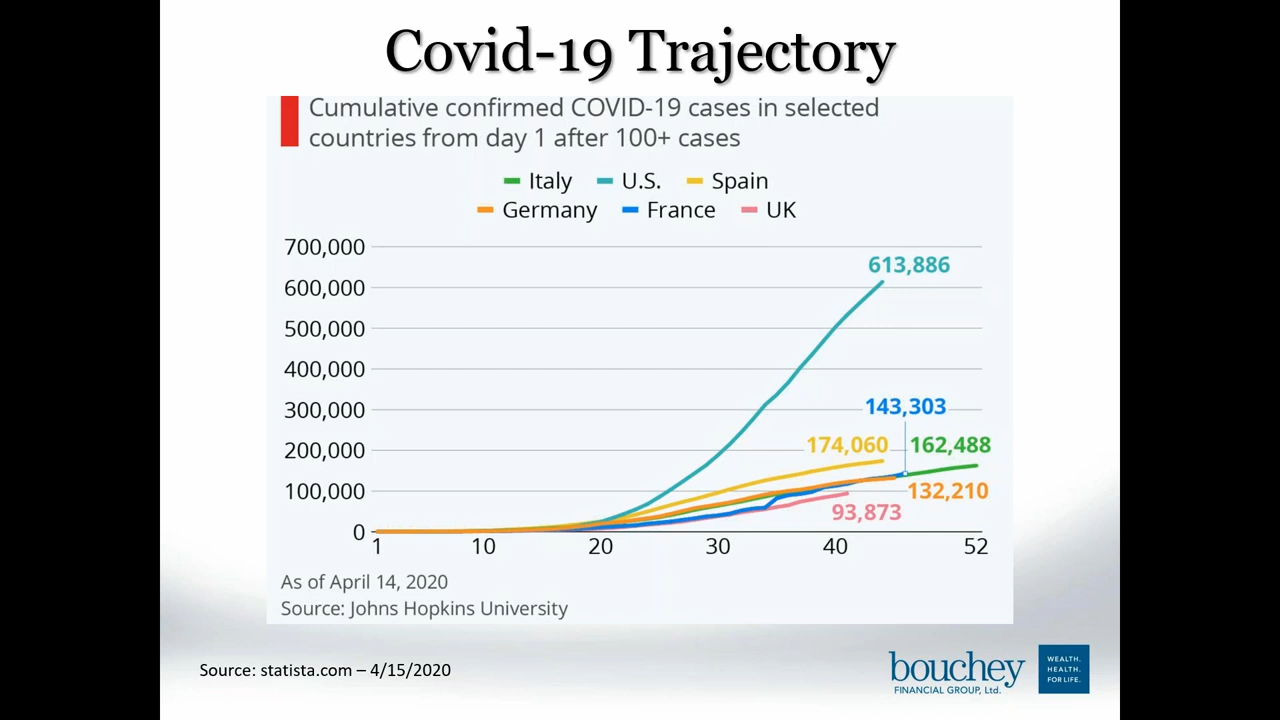 Covid-19 Trajectory
Cumulative confirmed COVID-19 cases in selected
countries from day 1 after 100+ cases
Italy U.S. Spain
Germany France UK
700,000
613,886
600,000
500,000
400,000
143,303
300,000
174,060 162,488
200,000
100,000
132,210
93,873
0
1 10 20 30 40 52
As of April 14, 2020
Source: Johns Hopkins University
Source: statista.com – 4/15/2020
bouchey
FINANCIAL GROUP, Ltd.
WEALTH.
HEALTH.
FOR LIFE.